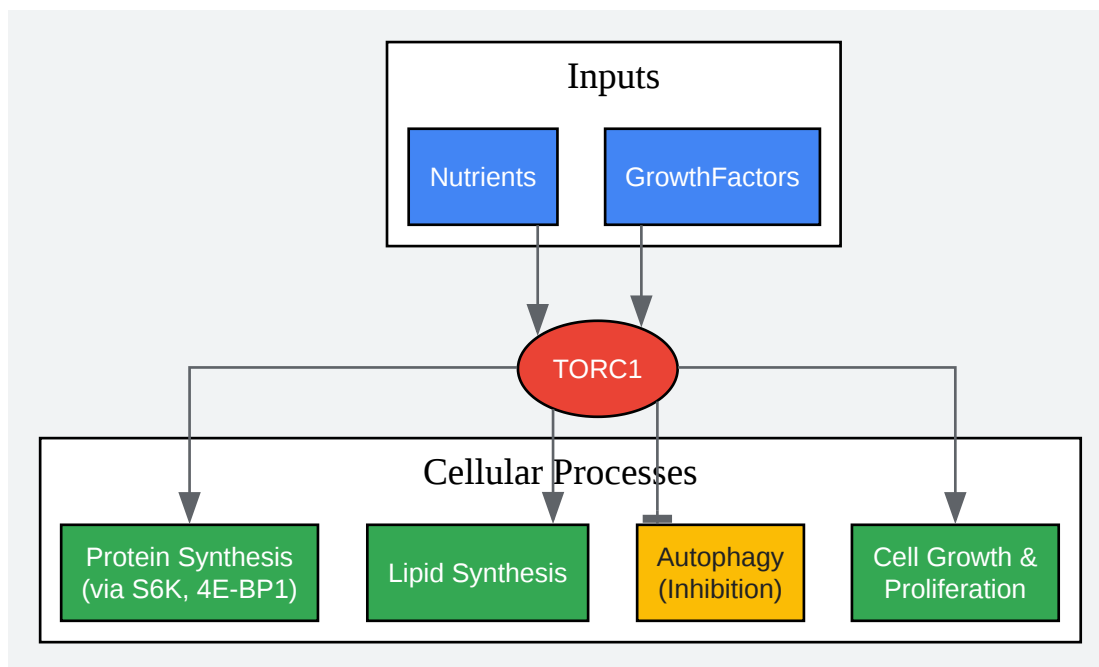 Inputs
Nutrients
GrowthFactors
TORC1
Cellular Processes
Protein Synthesis
(via S6K, 4E-BP1)
Lipid Synthesis
Autophagy
(Inhibition)
Cell Growth &
Proliferation